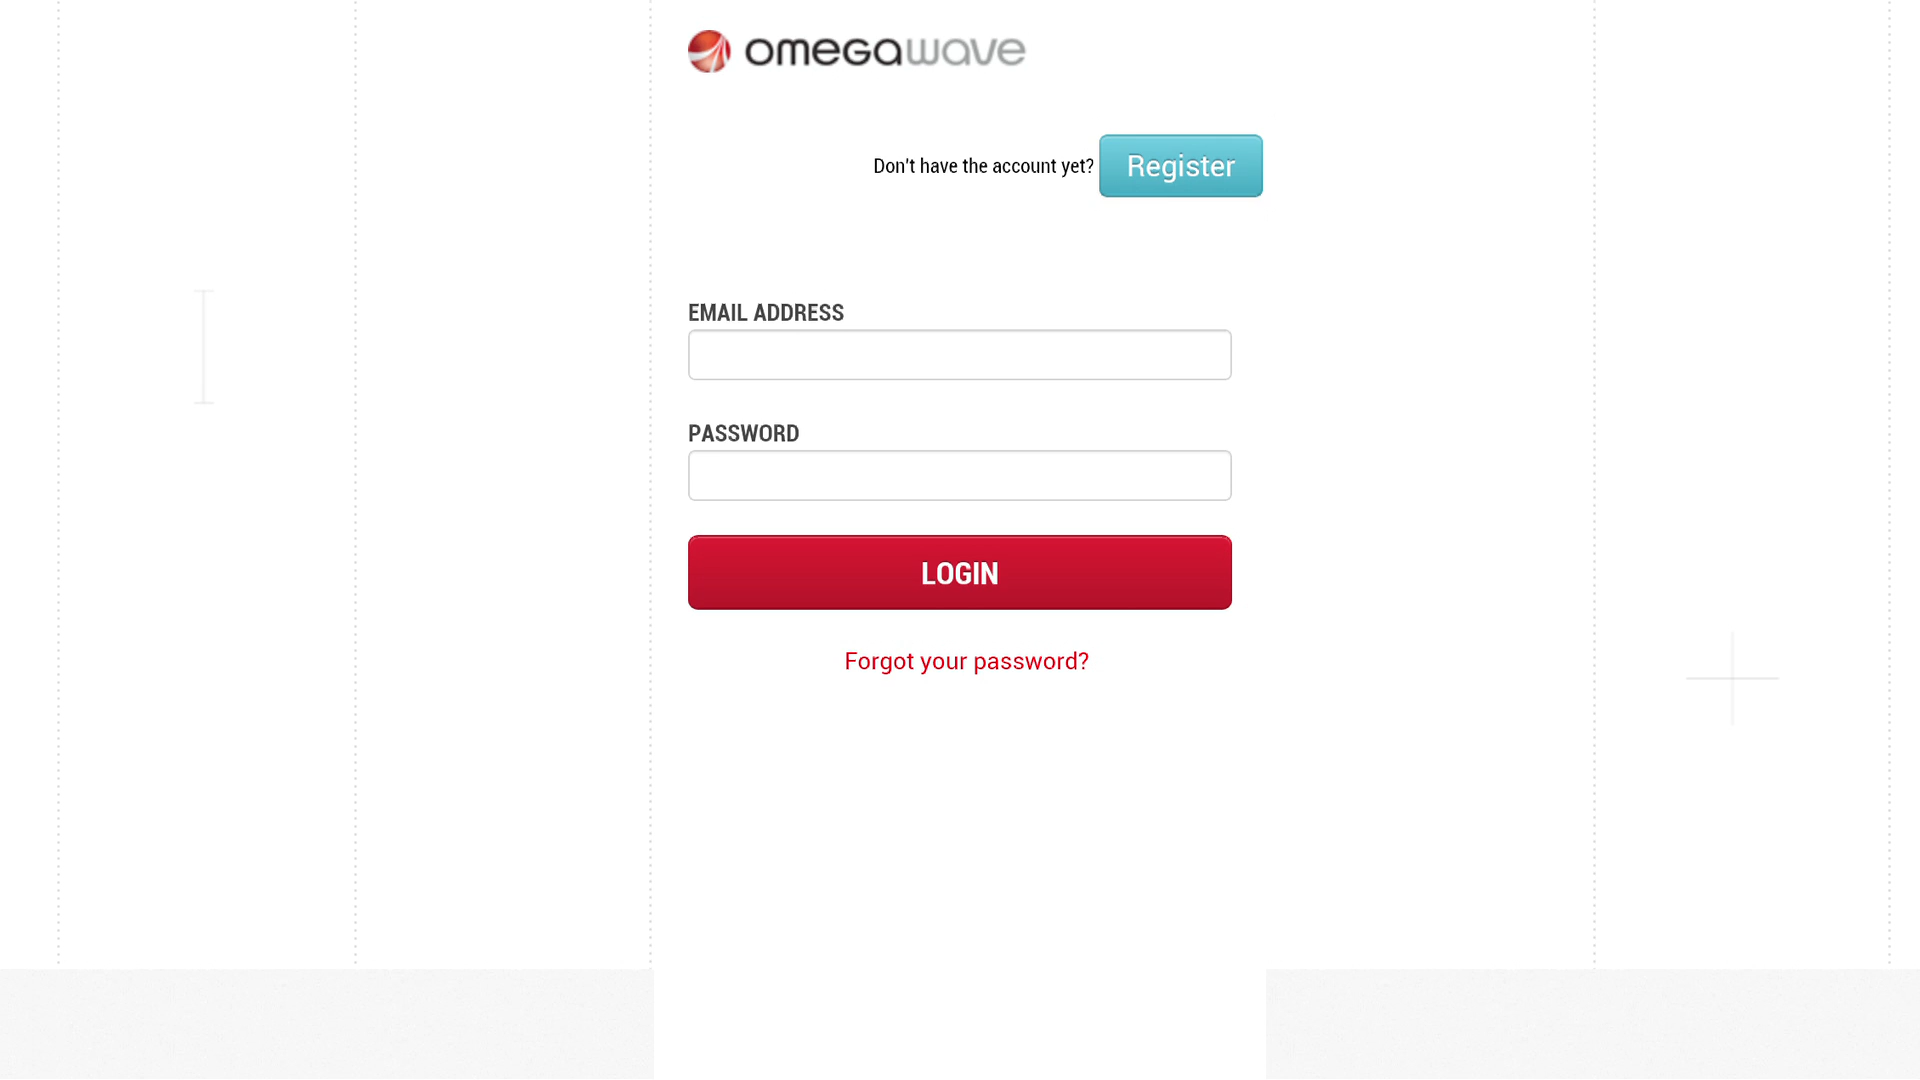 omegawave
Don't have the account yet? Register
EMAIL ADDRESS
PASSWORD
LOGIN
Forgot your password?